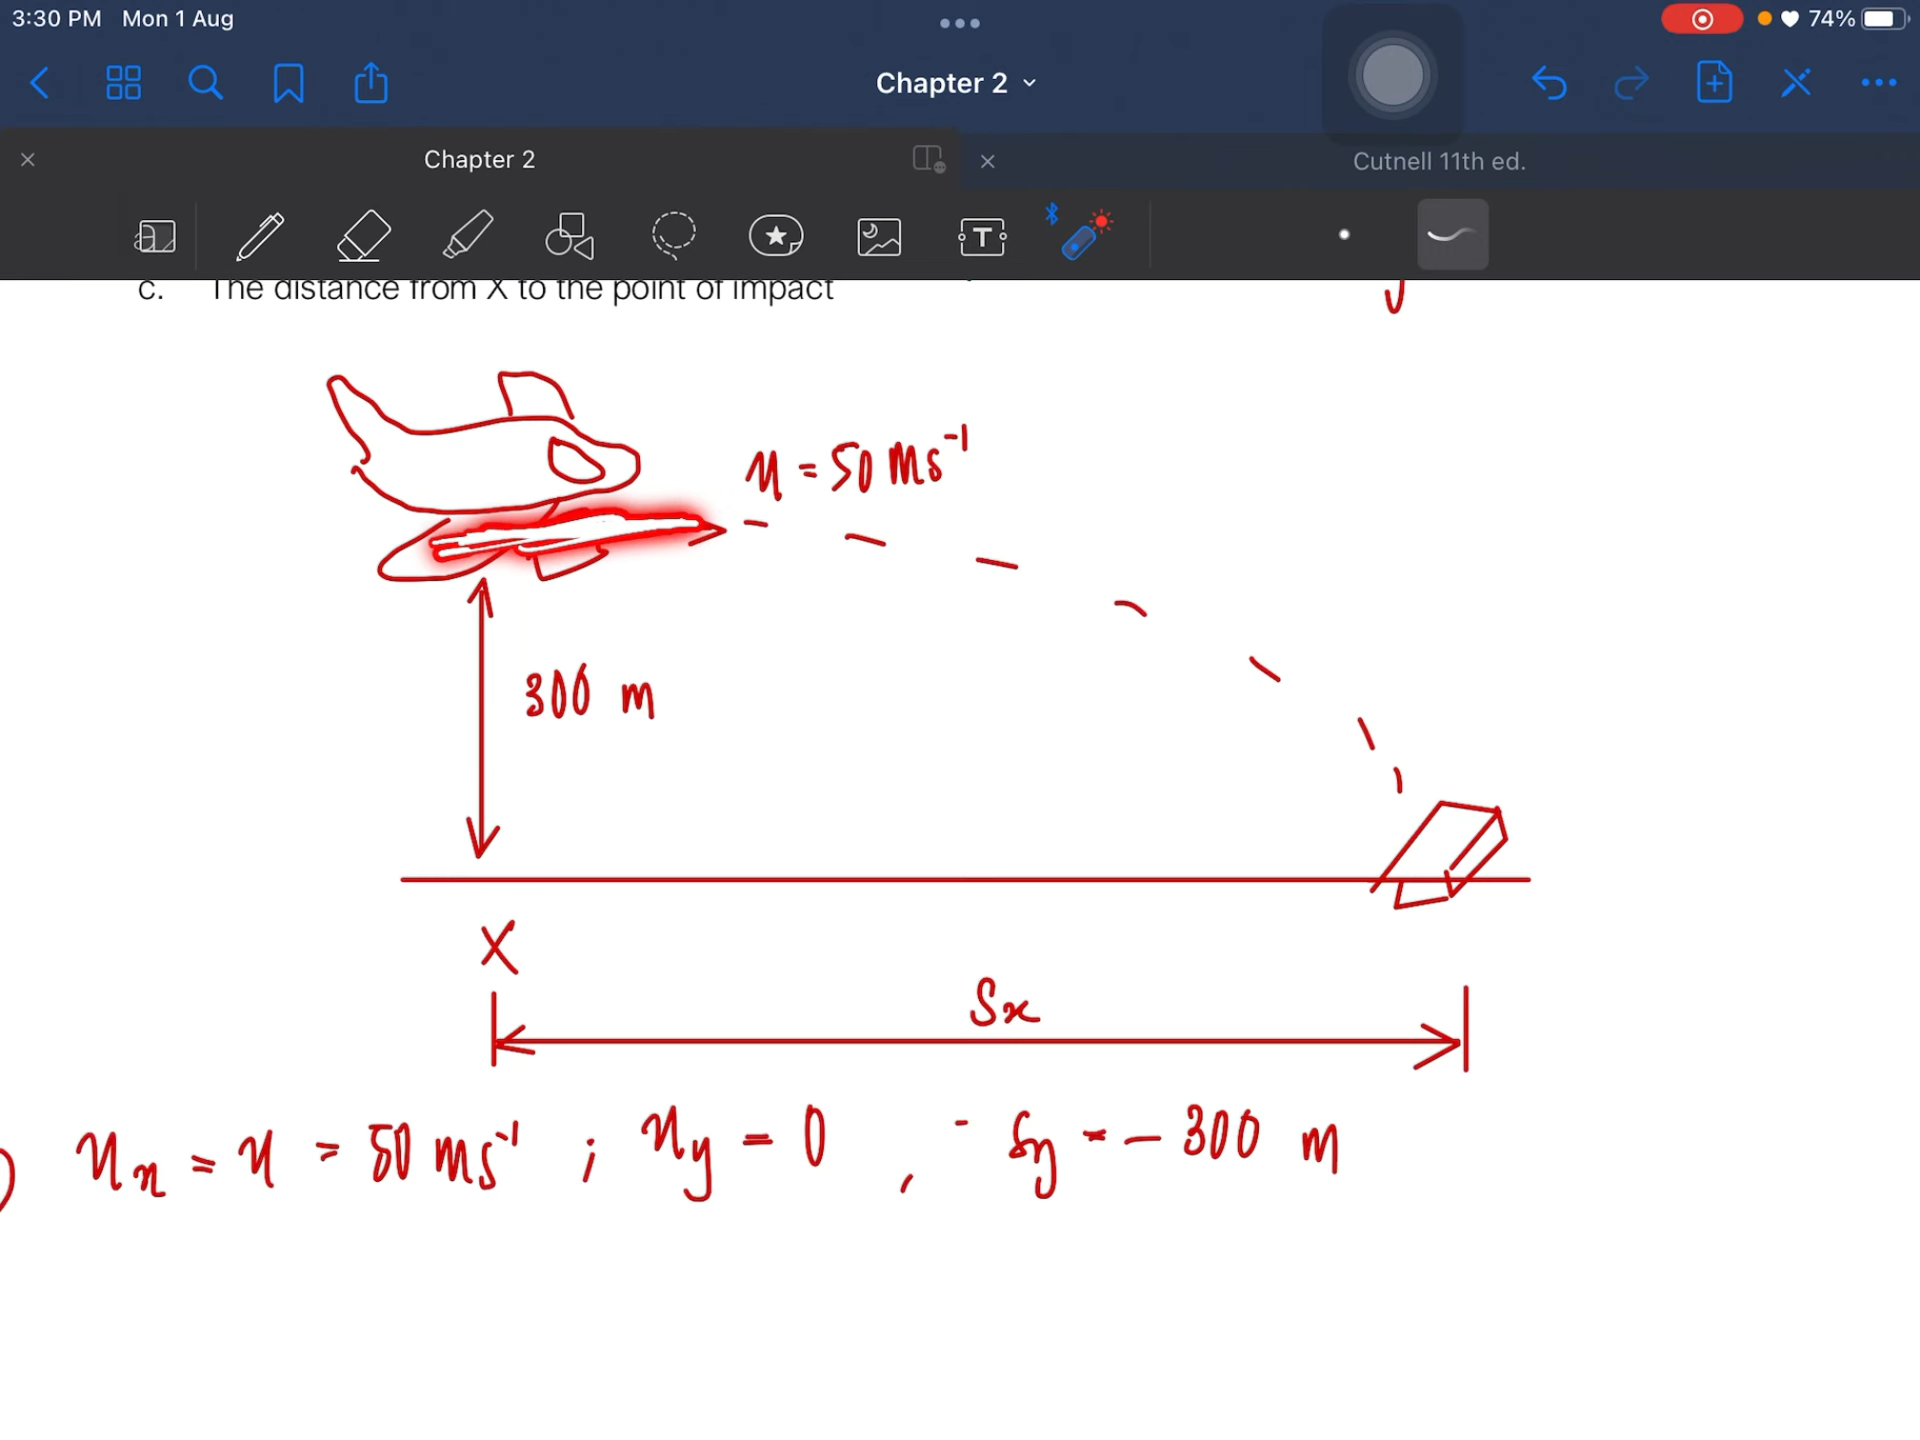 3:30 PM Mon 1 Aug
74%
Chapter 2
Chapter 2
Cutnell 11th ed.
T
c. The distance from X to the point of impact
u = 50 ms⁻¹
300 m
X
Sx
ux = u = 50 ms⁻¹ ; uy = 0 , Sy = - 300 m